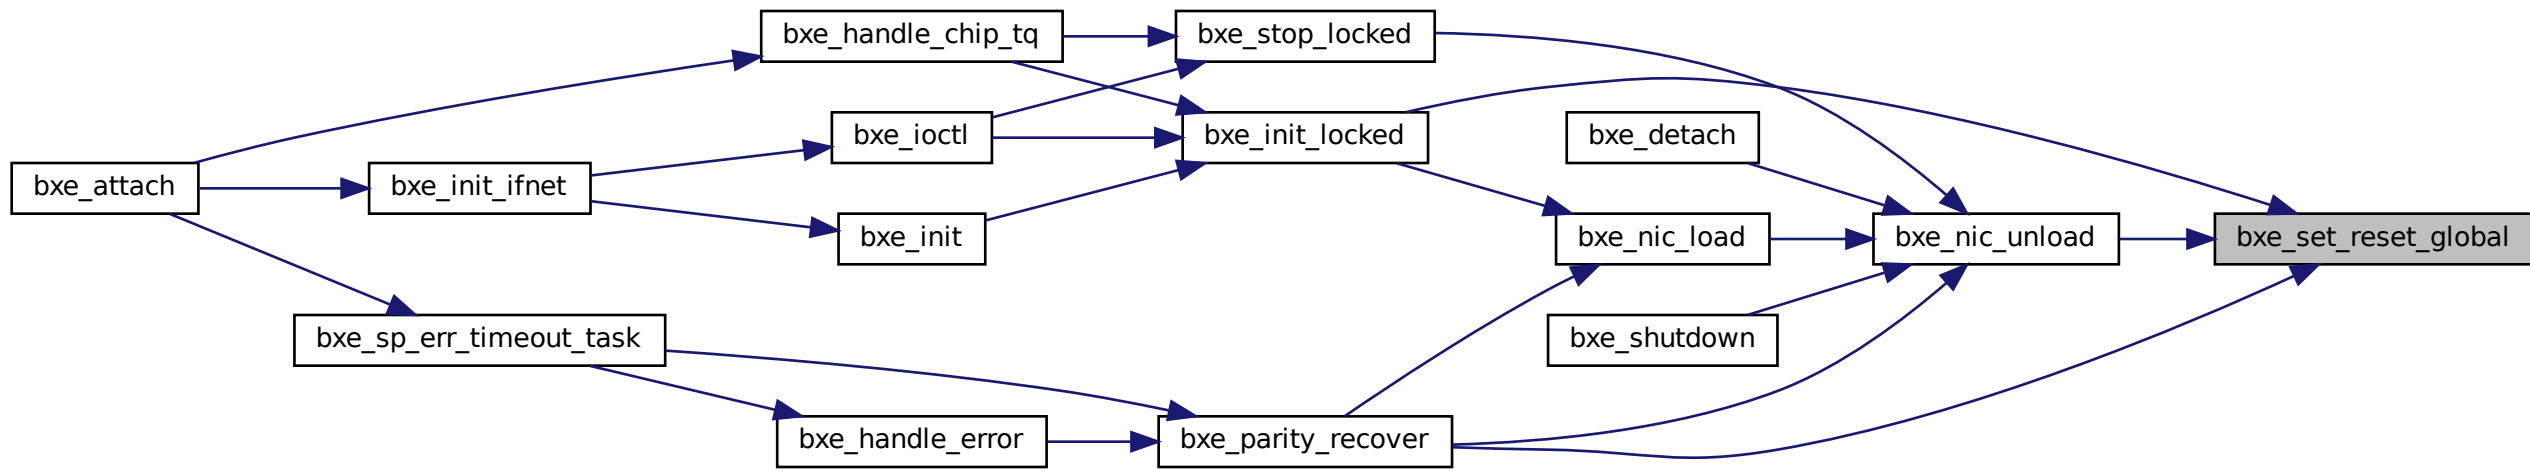 bxe_handle_chip_tq
bxe_stop_locked
bxe_ioctl
bxe_init_locked
bxe_detach
bxe_attach
bxe_init_ifnet
bxe_init
bxe_nic_load
bxe_nic_unload
bxe_set_reset_global
bxe_sp_err_timeout_task
bxe_shutdown
bxe_handle_error
bxe_parity_recover